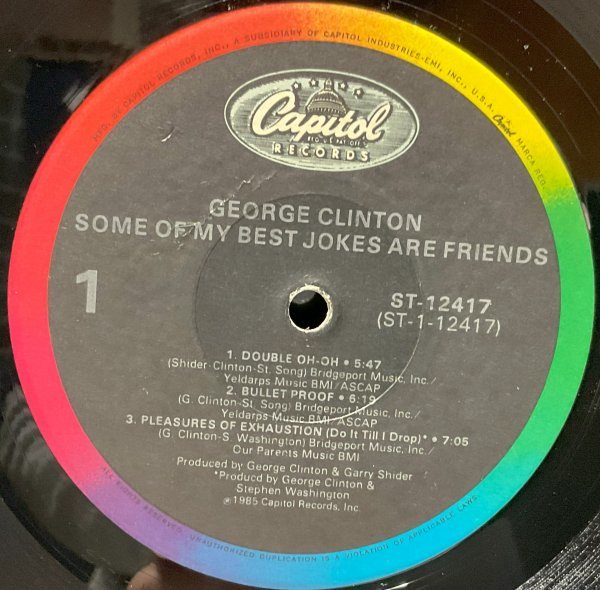 MFG. BY CAPITOL RECORDS, INC., A SUBSIDIARY OF CAPITOL INDUSTRIES-EMI, INC., U.S.A. Capitol MARCA REG.
Capitol
RECORDS
GEORGE CLINTON
SOME OF MY BEST JOKES ARE FRIENDS
1
ST-12417
(ST-1-12417)
1. DOUBLE OH-OH • 5:47
(Shider-Clinton-St. Song) Bridgeport Music, Inc./
Yeldarps Music BMI/ASCAP
2. BULLET PROOF • 6:19
(G. Clinton-St. Song) Bridgeport Music, Inc./
Yeldarps Music BMI/ASCAP
3. PLEASURES OF EXHAUSTION (Do It Till I Drop)* • 7:05
(G. Clinton-S. Washington) Bridgeport Music, Inc./
Our Parents Music BMI
Produced by George Clinton & Garry Shider
*Producd by George Clinton &
Stephen Washington
℗1985 Capitol Records, Inc.
ALL RIGHTS RESERVED. UNAUTHORIZED DUPLICATION IS A VIOLATION OF APPLICABLE LAWS.